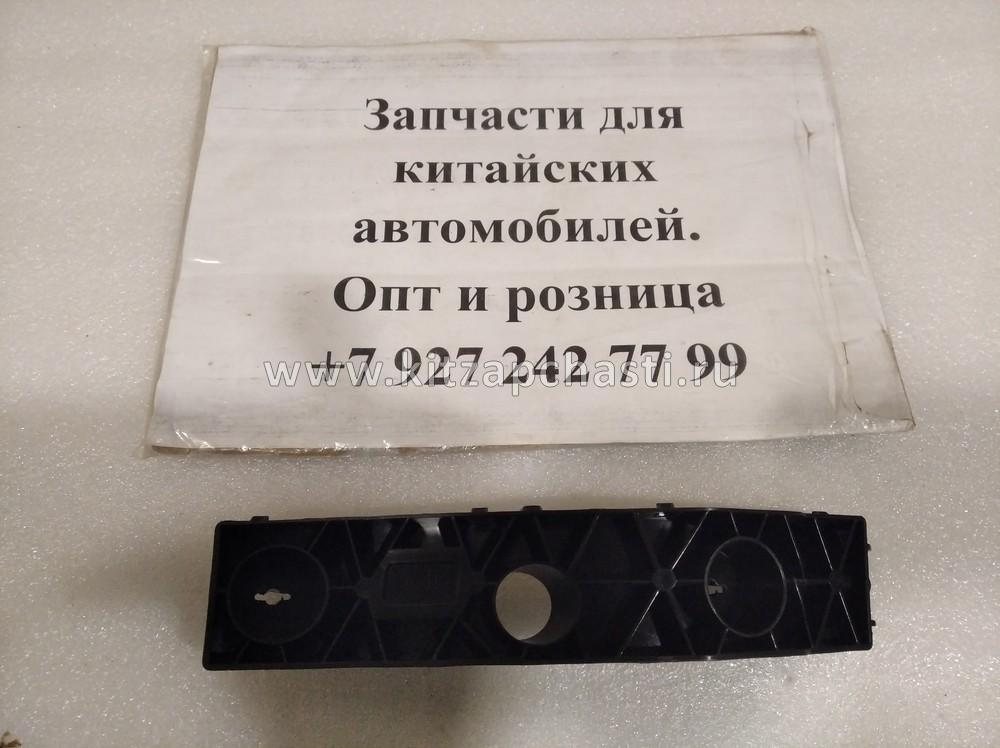 Запчасти для
китайских
автомобилей.
Опт и розница
+7 927 242 77 99
www.kitzapchasti.ru